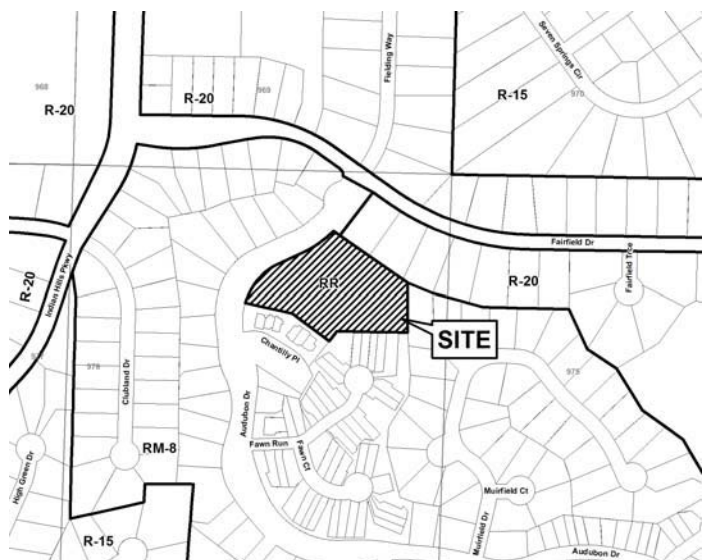 Seven Springs Cir
Fielding Way
968
R-20
R-20
969
R-15
970
Fairfield Dr
R-20
Fairfield Trce
R-20
Indian Hills Pkwy
RR
SITE
Chantilly Pl
978
975
Clubland Dr
Audubon Dr
RM-8
Fawn Run
Fawn Ct
High Green Dr
Muirfield Ct
Muirfield Dr
R-15
Audubon Dr